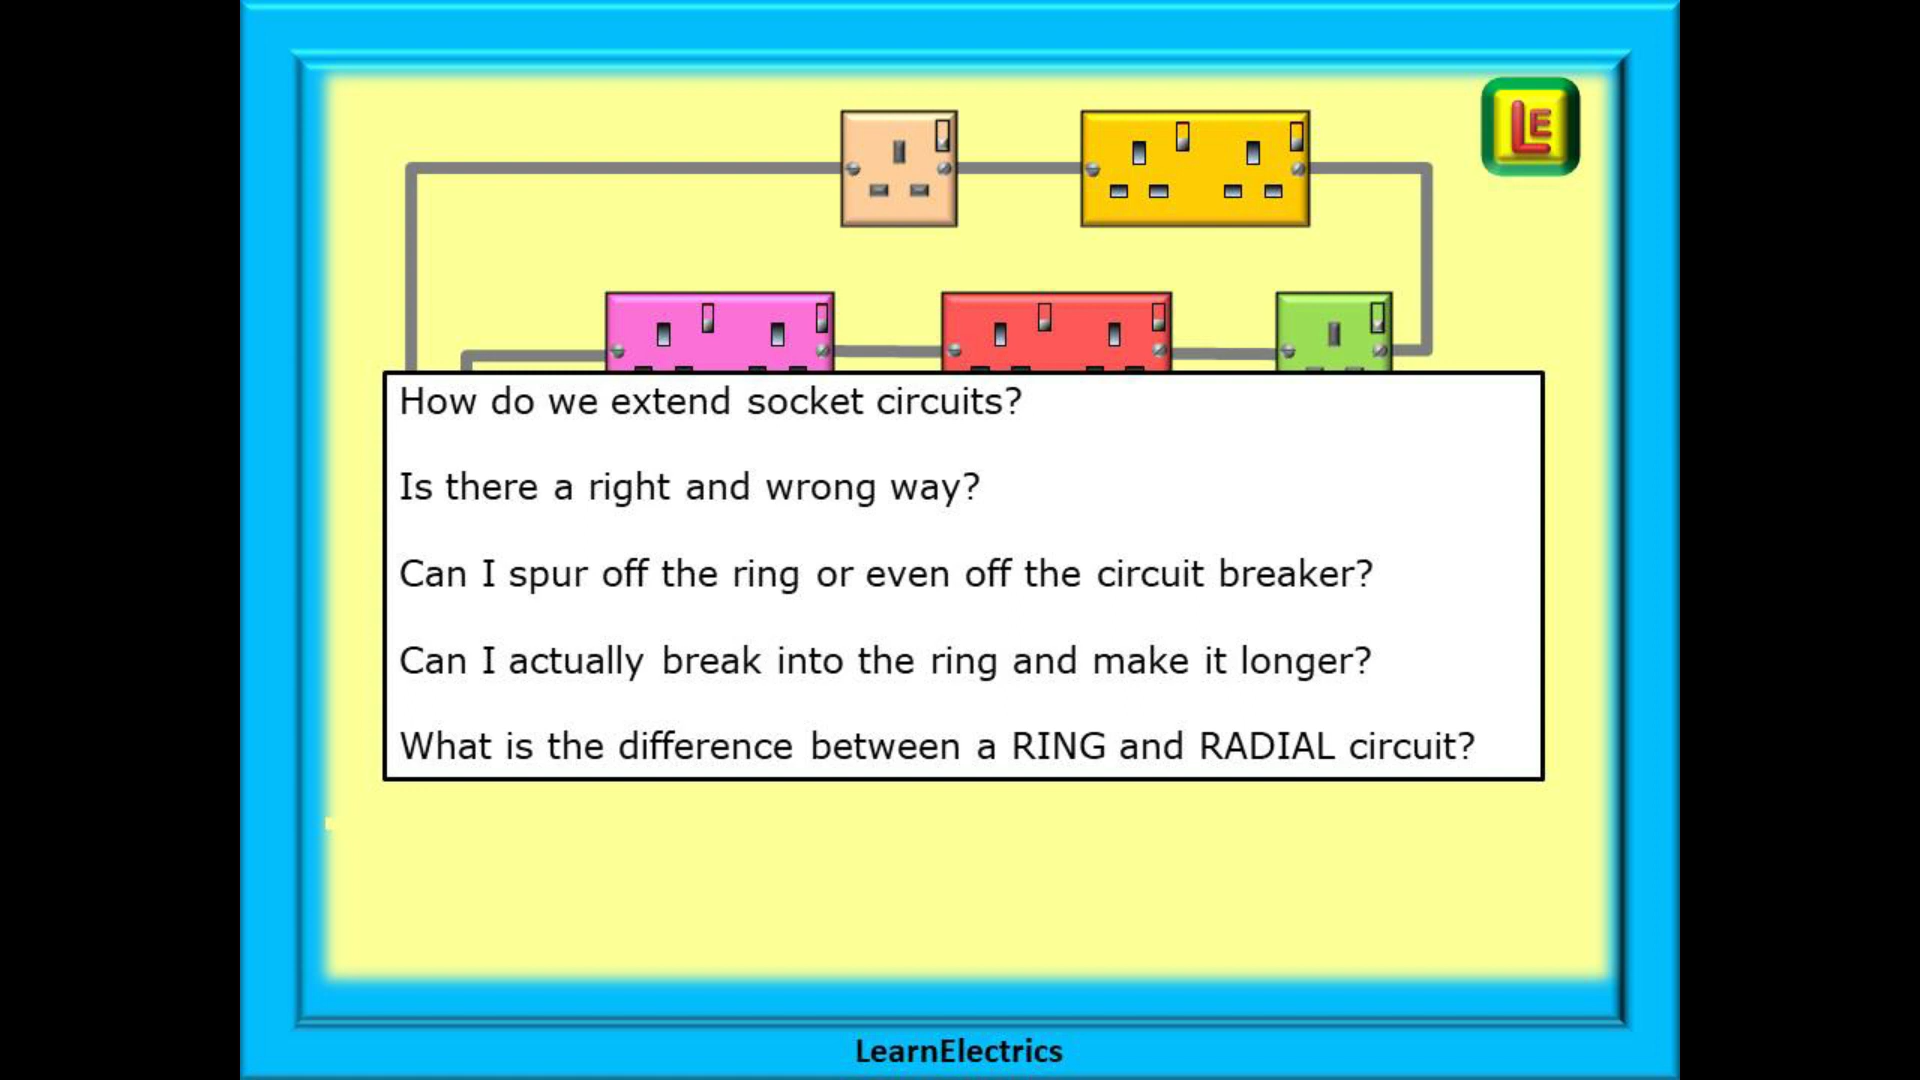 LE
How do we extend socket circuits?
Is there a right and wrong way?
Can I spur off the ring or even off the circuit breaker?
Can I actually break into the ring and make it longer?
What is the difference between a RING and RADIAL circuit?
LearnElectrics